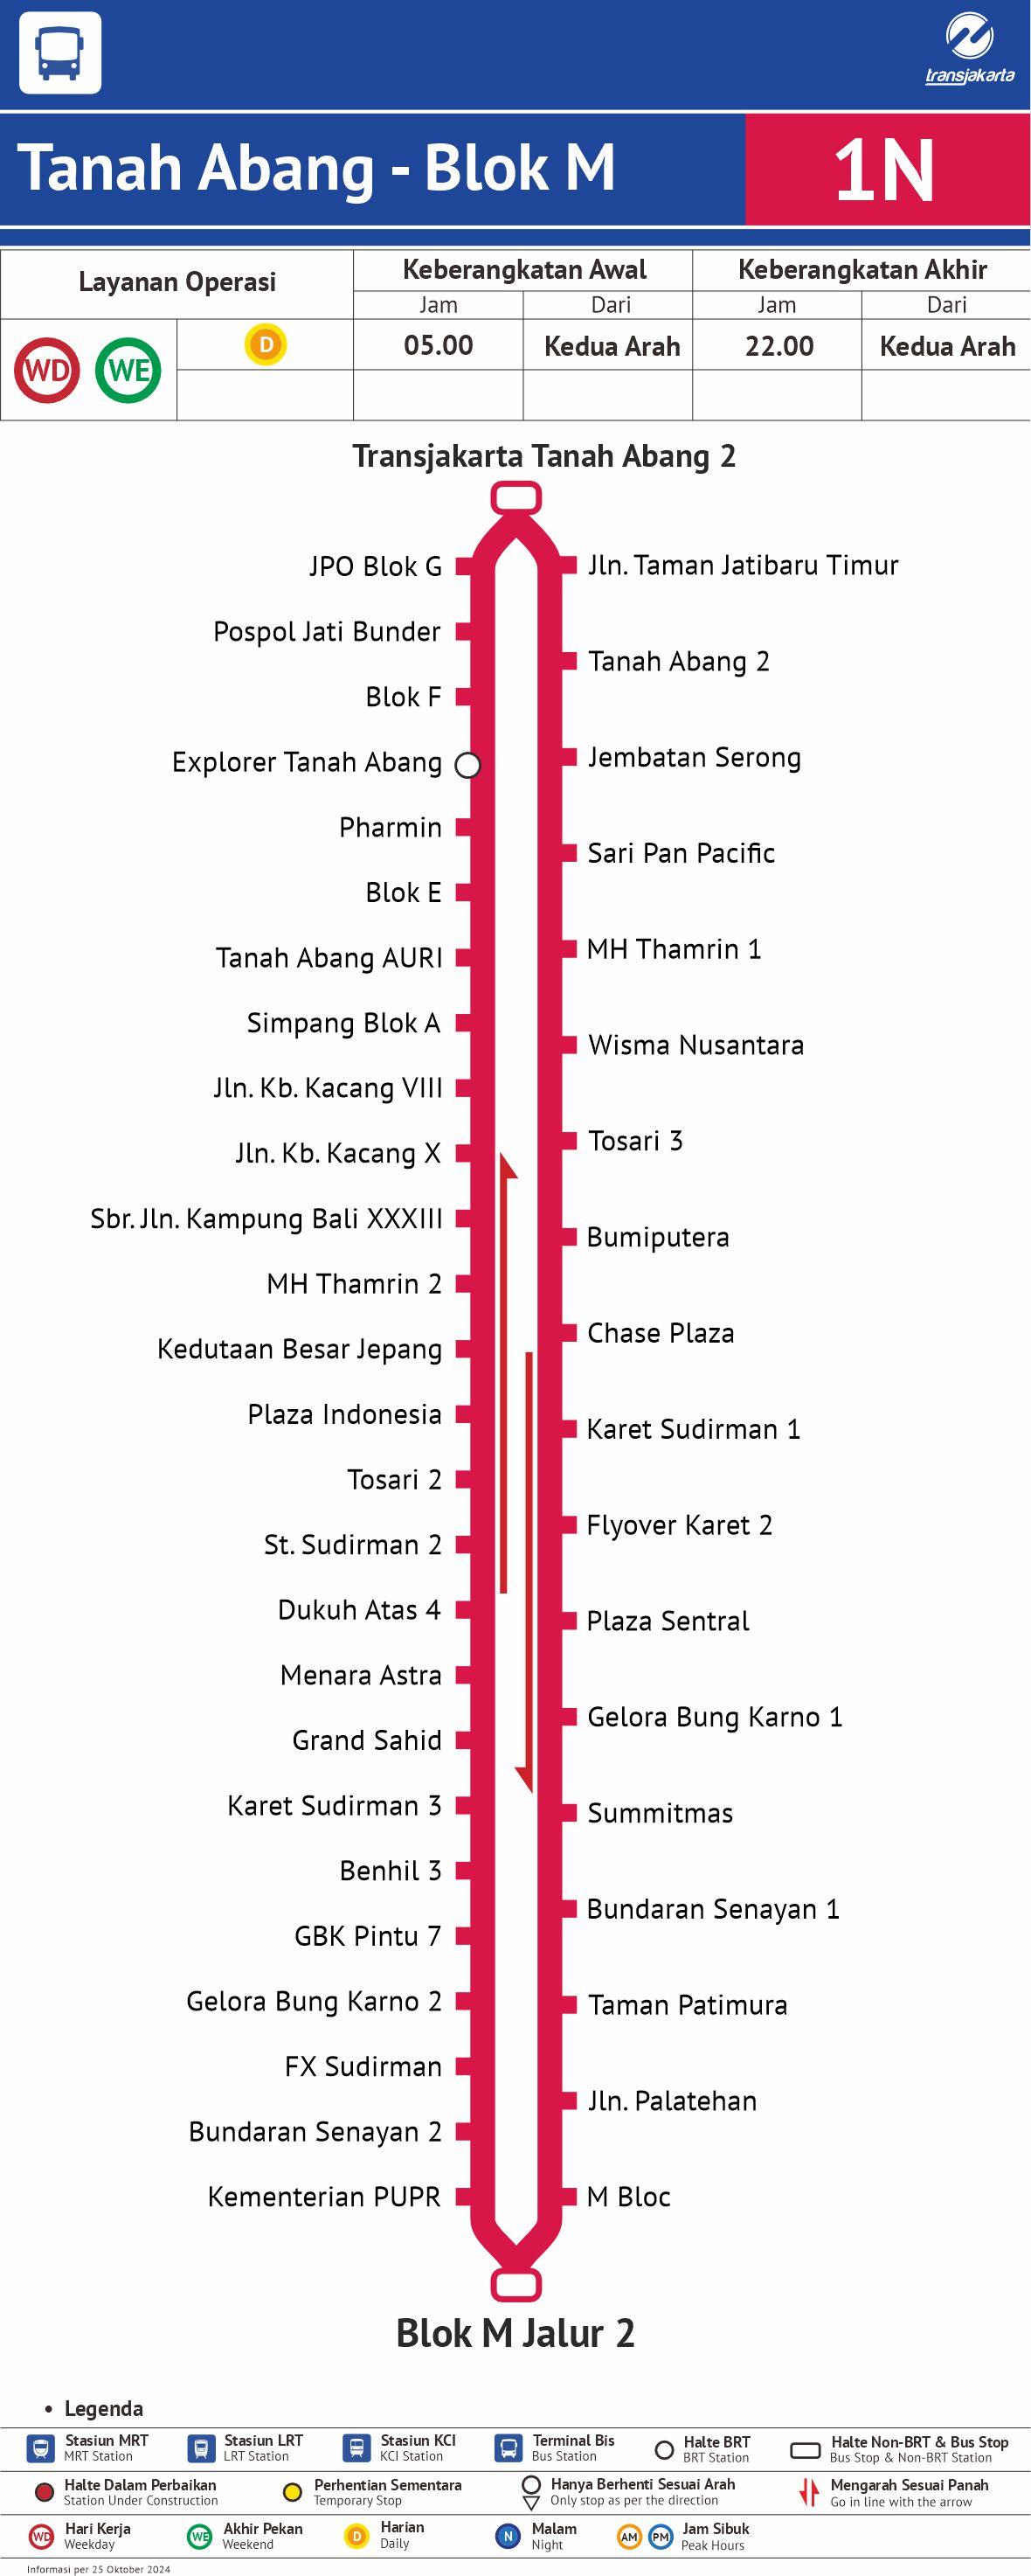 transjakarta
Tanah Abang - Blok M
1N
Layanan Operasi
Keberangkatan Awal
Keberangkatan Akhir
Jam
Dari
Jam
Dari
WD
WE
D
05.00
Kedua Arah
22.00
Kedua Arah
Transjakarta Tanah Abang 2
JPO Blok G
Pospol Jati Bunder
Blok F
Explorer Tanah Abang
Pharmin
Blok E
Tanah Abang AURI
Simpang Blok A
Jln. Kb. Kacang VIII
Jln. Kb. Kacang X
Sbr. Jln. Kampung Bali XXXIII
MH Thamrin 2
Kedutaan Besar Jepang
Plaza Indonesia
Tosari 2
St. Sudirman 2
Dukuh Atas 4
Menara Astra
Grand Sahid
Karet Sudirman 3
Benhil 3
GBK Pintu 7
Gelora Bung Karno 2
FX Sudirman
Bundaran Senayan 2
Kementerian PUPR
Jln. Taman Jatibaru Timur
Tanah Abang 2
Jembatan Serong
Sari Pan Pacific
MH Thamrin 1
Wisma Nusantara
Tosari 3
Bumiputera
Chase Plaza
Karet Sudirman 1
Flyover Karet 2
Plaza Sentral
Gelora Bung Karno 1
Summitmas
Bundaran Senayan 1
Taman Patimura
Jln. Palatehan
M Bloc
Blok M Jalur 2
• Legenda
Stasiun MRT
MRT Station
Stasiun LRT
LRT Station
Stasiun KCI
KCI Station
Terminal Bis
Bus Station
Halte BRT
BRT Station
Halte Non-BRT & Bus Stop
Bus Stop & Non-BRT Station
Halte Dalam Perbaikan
Station Under Construction
Perhentian Sementara
Temporary Stop
Hanya Berhenti Sesuai Arah
Only stop as per the direction
Mengarah Sesuai Panah
Go in line with the arrow
WD
Hari Kerja
Weekday
WE
Akhir Pekan
Weekend
D
Harian
Daily
N
Malam
Night
AM
PM
Jam Sibuk
Peak Hours
Informasi per 25 Oktober 2024